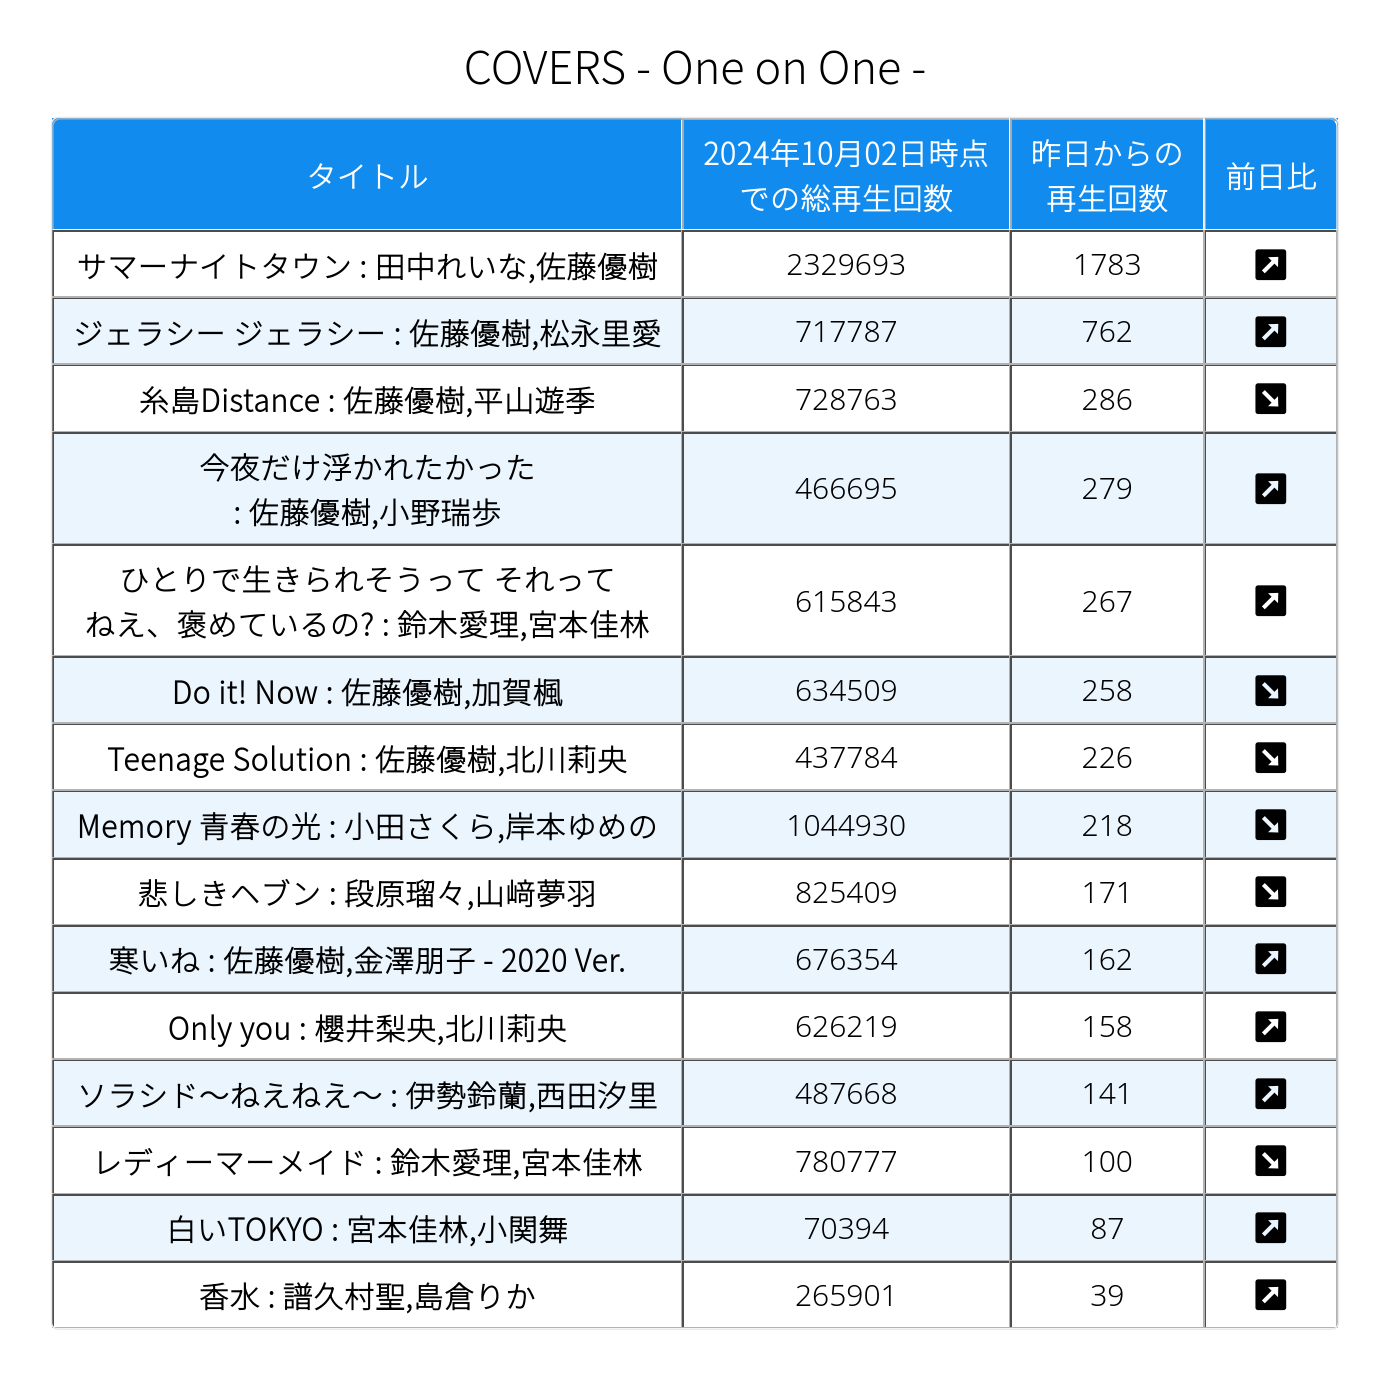 COVERS - One on One -
タイトル
2024年10月02日時点
での総再生回数
昨日からの
再生回数
前日比
サマーナイトタウン : 田中れいな,佐藤優樹 2329693 1783
ジェラシー ジェラシー : 佐藤優樹,松永里愛 717787 762
糸島Distance : 佐藤優樹,平山遊季 728763 286
今夜だけ浮かれたかった
: 佐藤優樹,小野瑞歩 466695 279
ひとりで生きられそうって それって
ねえ、褒めているの? : 鈴木愛理,宮本佳林 615843 267
Do it! Now : 佐藤優樹,加賀楓 634509 258
Teenage Solution : 佐藤優樹,北川莉央 437784 226
Memory 青春の光 : 小田さくら,岸本ゆめの 1044930 218
悲しきヘブン : 段原瑠々,山﨑夢羽 825409 171
寒いね : 佐藤優樹,金澤朋子 - 2020 Ver. 676354 162
Only you : 櫻井梨央,北川莉央 626219 158
ソラシド～ねえねえ～ : 伊勢鈴蘭,西田汐里 487668 141
レディーマーメイド : 鈴木愛理,宮本佳林 780777 100
白いTOKYO : 宮本佳林,小関舞 70394 87
香水 : 譜久村聖,島倉りか 265901 39